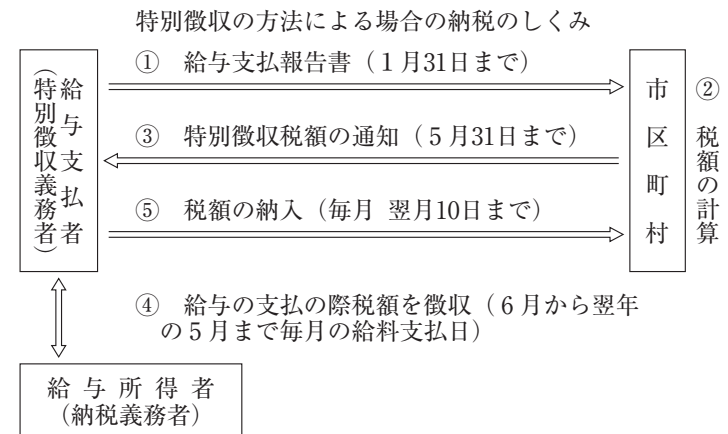 特別徴収の方法による場合の納税のしくみ
① 給与支払報告書（1月31日まで）
給与支払者
（特別徴収義務者）
市区町村
② 税額の計算
③ 特別徴収税額の通知（5月31日まで）
⑤ 税額の納入（毎月 翌月10日まで）
④ 給与の支払の際税額を徴収（6月から翌年
の5月まで毎月の給料支払日）
給与所得者
（納税義務者）